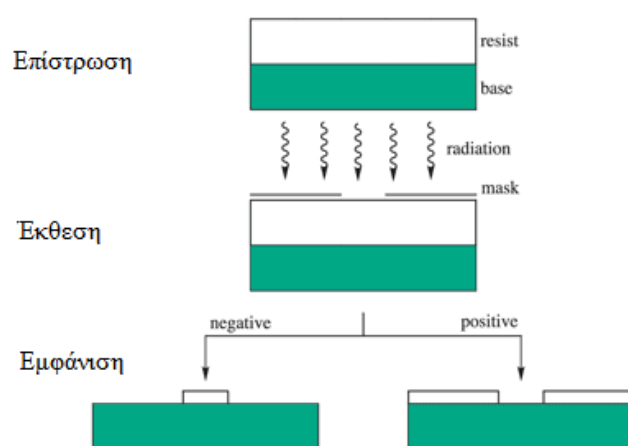 resist
Επίστρωση
base
radiation
mask
Έκθεση
negative
positive
Εμφάνιση